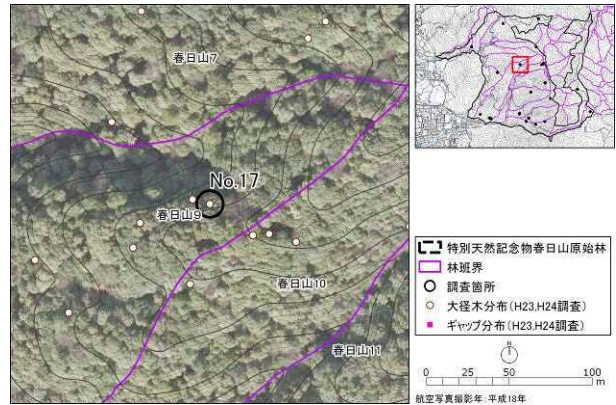 春日山7
No.17
春日山9
春日山10
春日山11
特別天然記念物春日山原始林
林班界
調査箇所
大径木分布(H23,H24調査)
ギャップ分布(H23,H24調査)
N
0 25 50 100
m
航空写真撮影年:平成18年